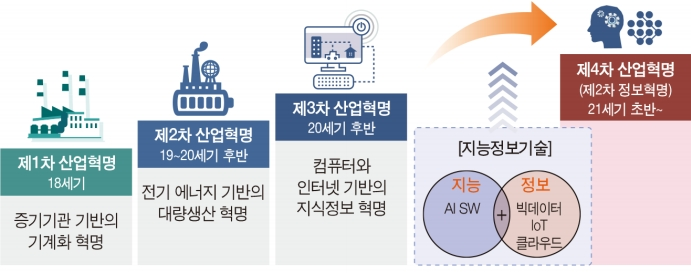 제1차 산업혁명
18세기
증기기관 기반의
기계화 혁명
제2차 산업혁명
19~20세기 후반
전기 에너지 기반의
대량생산 혁명
제3차 산업혁명
20세기 후반
컴퓨터와
인터넷 기반의
지식정보 혁명
[지능정보기술]
지능
AI SW
+
정보
빅데이터
IoT
클라우드
제4차 산업혁명
(제2차 정보혁명)
21세기 초반~